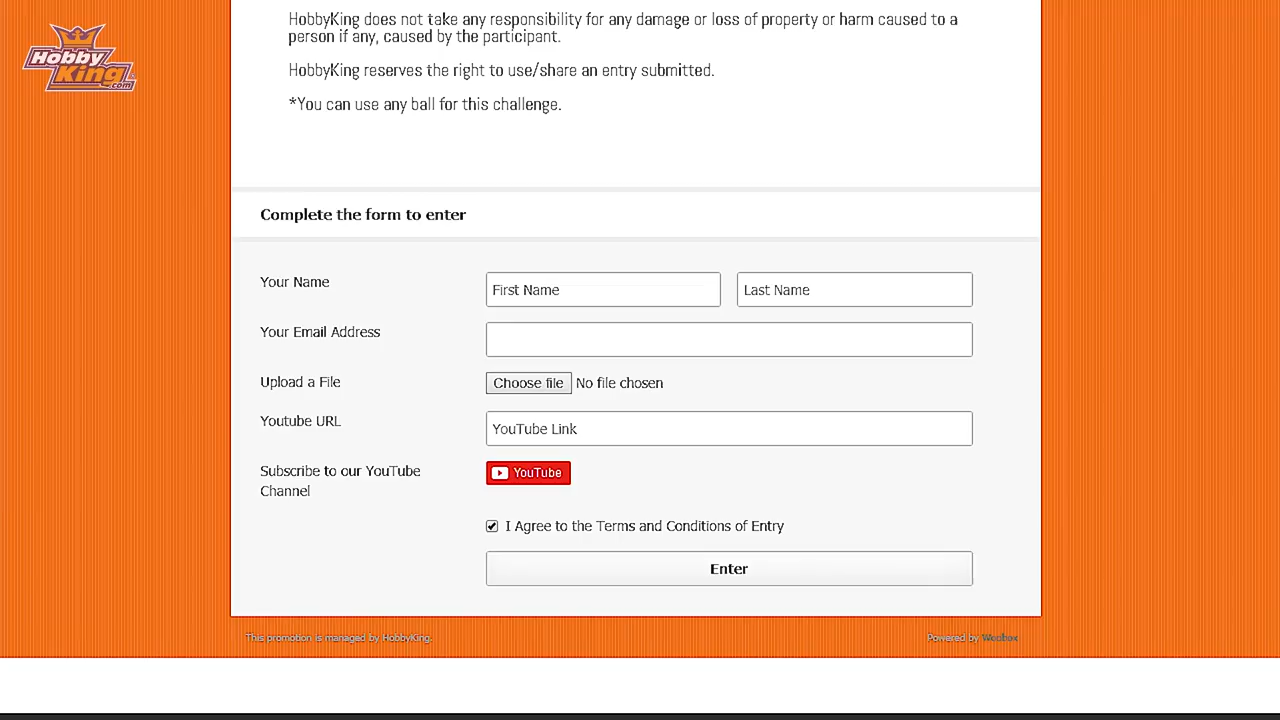 HobbyKing does not take any responsibility for any damage or loss of property or harm caused to a
person if any, caused by the participant.
Hobby
King
.com
HobbyKing reserves the right to use/share an entry submitted.
*You can use any ball for this challenge.
Complete the form to enter
Your Name
First Name
Last Name
Your Email Address
Upload a File
Choose file No file chosen
Youtube URL
YouTube Link
Subscribe to our YouTube
Channel
YouTube
I Agree to the Terms and Conditions of Entry
Enter
This promotion is managed by HobbyKing.
Powered by Woobox